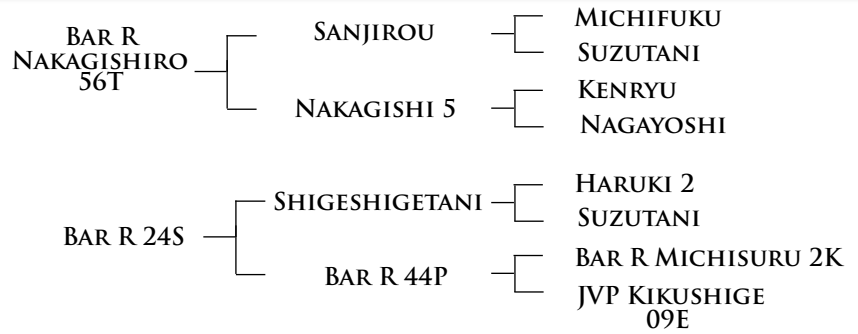 Bar R
Nakagishiro
56T
Sanjirou
Michifuku
Suzutani
Nakagishi 5
Kenryu
Nagayoshi
Bar R 24S
Shigeshigetani
Haruki 2
Suzutani
Bar R 44P
Bar R Michisuru 2K
JVP Kikushige
09E